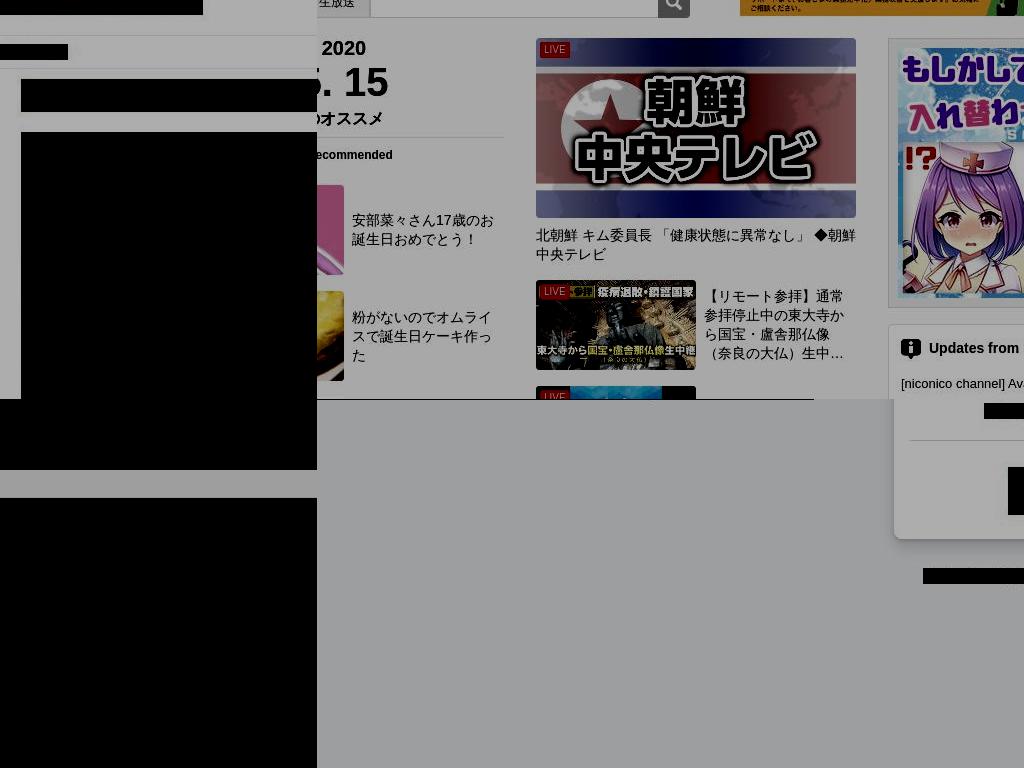 生放送
ご相談ください。
2020
5. 15
のオススメ
ecommended
安部菜々さん17歳のお
誕生日おめでとう！
粉がないのでオムライ
スで誕生日ケーキ作っ
た
LIVE
朝鮮
中央テレビ
北朝鮮 キム委員長 「健康状態に異常なし」 ◆朝鮮
中央テレビ
LIVE
疫病退散・鎮護国家
東大寺から国宝・盧舎那仏像生中継
（奈良の大仏）
【リモート参拝】通常
参拝停止中の東大寺か
ら国宝・盧舎那仏像
（奈良の大仏）生中…
LIVE
もしかして
入れ替わっ
!?
Updates from
[niconico channel] Ava